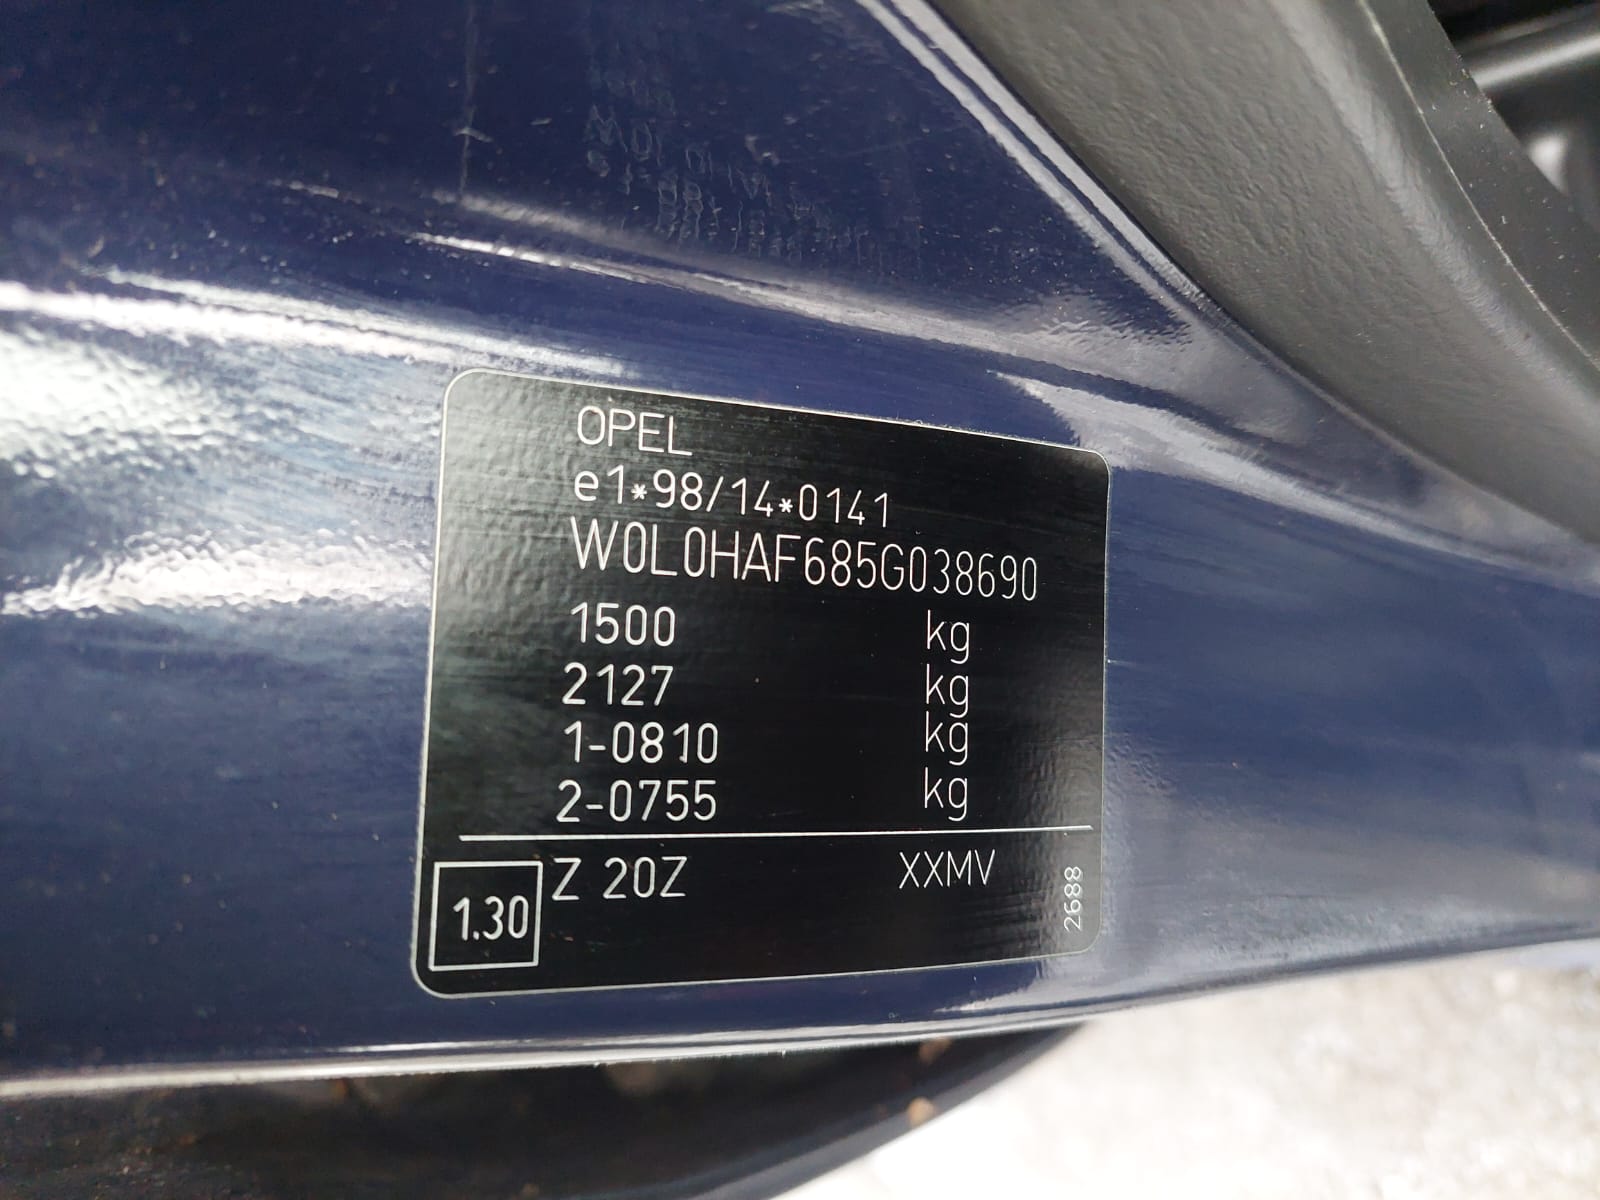 OPEL
e1*98/14*0141
W0L0HAF685G038690
1500 kg
2127 kg
1-0810 kg
2-0755 kg
1.30 Z 20Z XXMV
2688